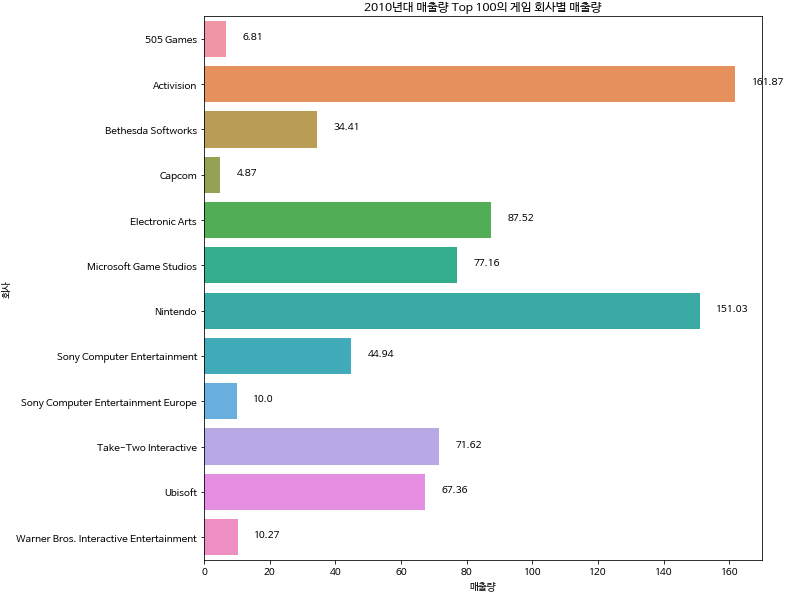 2010년대 매출량 Top 100의 게임 회사별 매출량
505 Games 6.81
Activision 161.87
Bethesda Softworks 34.41
Capcom 4.87
Electronic Arts 87.52
Microsoft Game Studios 77.16
회사
Nintendo 151.03
Sony Computer Entertainment 44.94
Sony Computer Entertainment Europe 10.0
Take-Two Interactive 71.62
Ubisoft 67.36
Warner Bros. Interactive Entertainment 10.27
0 20 40 60 80 100 120 140 160
매출량